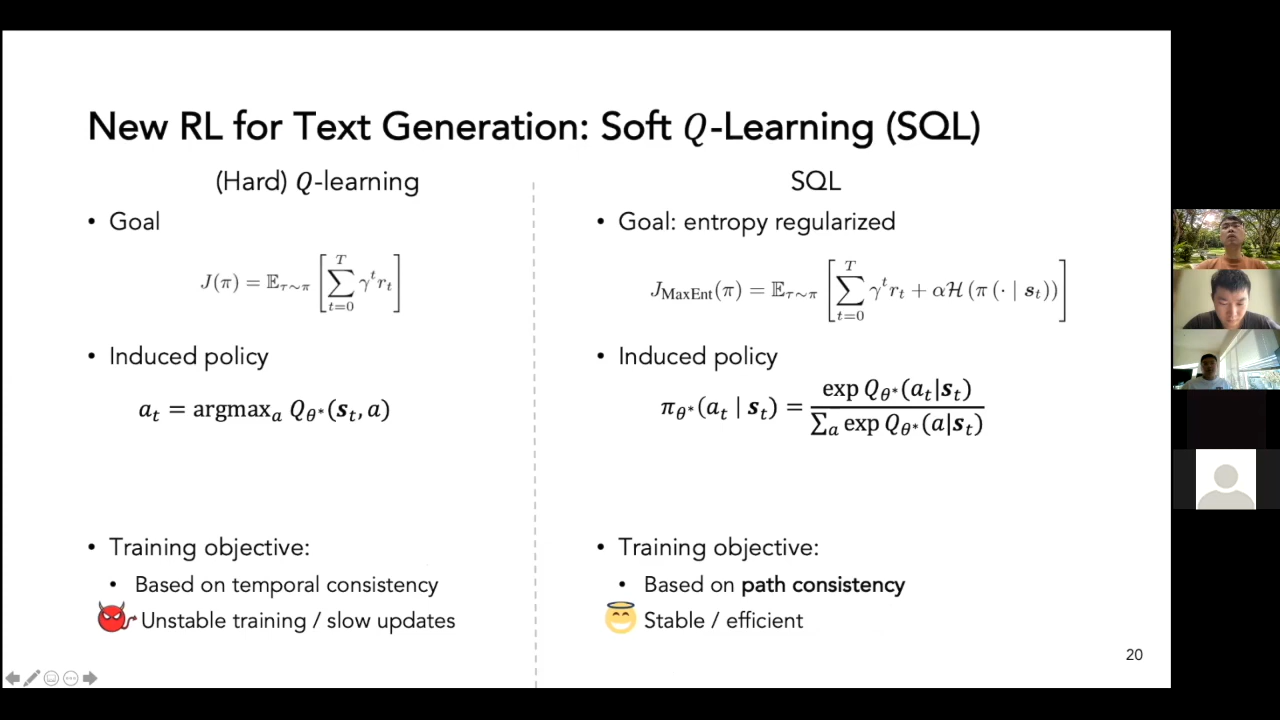 New RL for Text Generation: Soft Q-Learning (SQL)
(Hard) Q-learning
• Goal
J(π) = 𝔼_{τ∼π} [ ∑_{t=0}^{T} γ^t r_t ]
• Induced policy
a_t = argmax_a Q_{θ*}(s_t, a)
• Training objective:
• Based on temporal consistency
Unstable training / slow updates
SQL
• Goal: entropy regularized
J_MaxEnt(π) = 𝔼_{τ∼π} [ ∑_{t=0}^{T} γ^t r_t + αℋ (π (· | s_t)) ]
• Induced policy
π_{θ*}(a_t | s_t) = exp Q_{θ*}(a_t|s_t) / ∑_a exp Q_{θ*}(a|s_t)
• Training objective:
• Based on path consistency
Stable / efficient
20